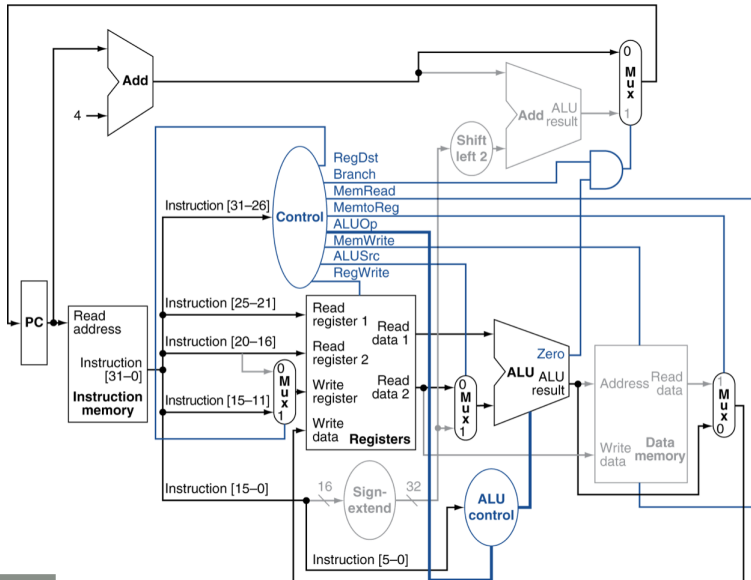 0
M
u
x
1
Add
4
Add
ALU
result
Shift
left 2
RegDst
Branch
MemRead
MemtoReg
ALUOp
MemWrite
ALUSrc
RegWrite
Control
Instruction [31–26]
Instruction [25–21]
Instruction [20–16]
Instruction [15–11]
Instruction [15–0]
Instruction [5–0]
PC
Read
address
Instruction
[31–0]
Instruction
memory
0
M
u
x
1
Read
register 1
Read
data 1
Read
register 2
Write
register
Read
data 2
Write
data
Registers
0
M
u
x
1
Zero
ALU
ALU
result
Address
Read
data
Write
data
Data
memory
1
M
u
x
0
16
Sign-
extend
32
ALU
control